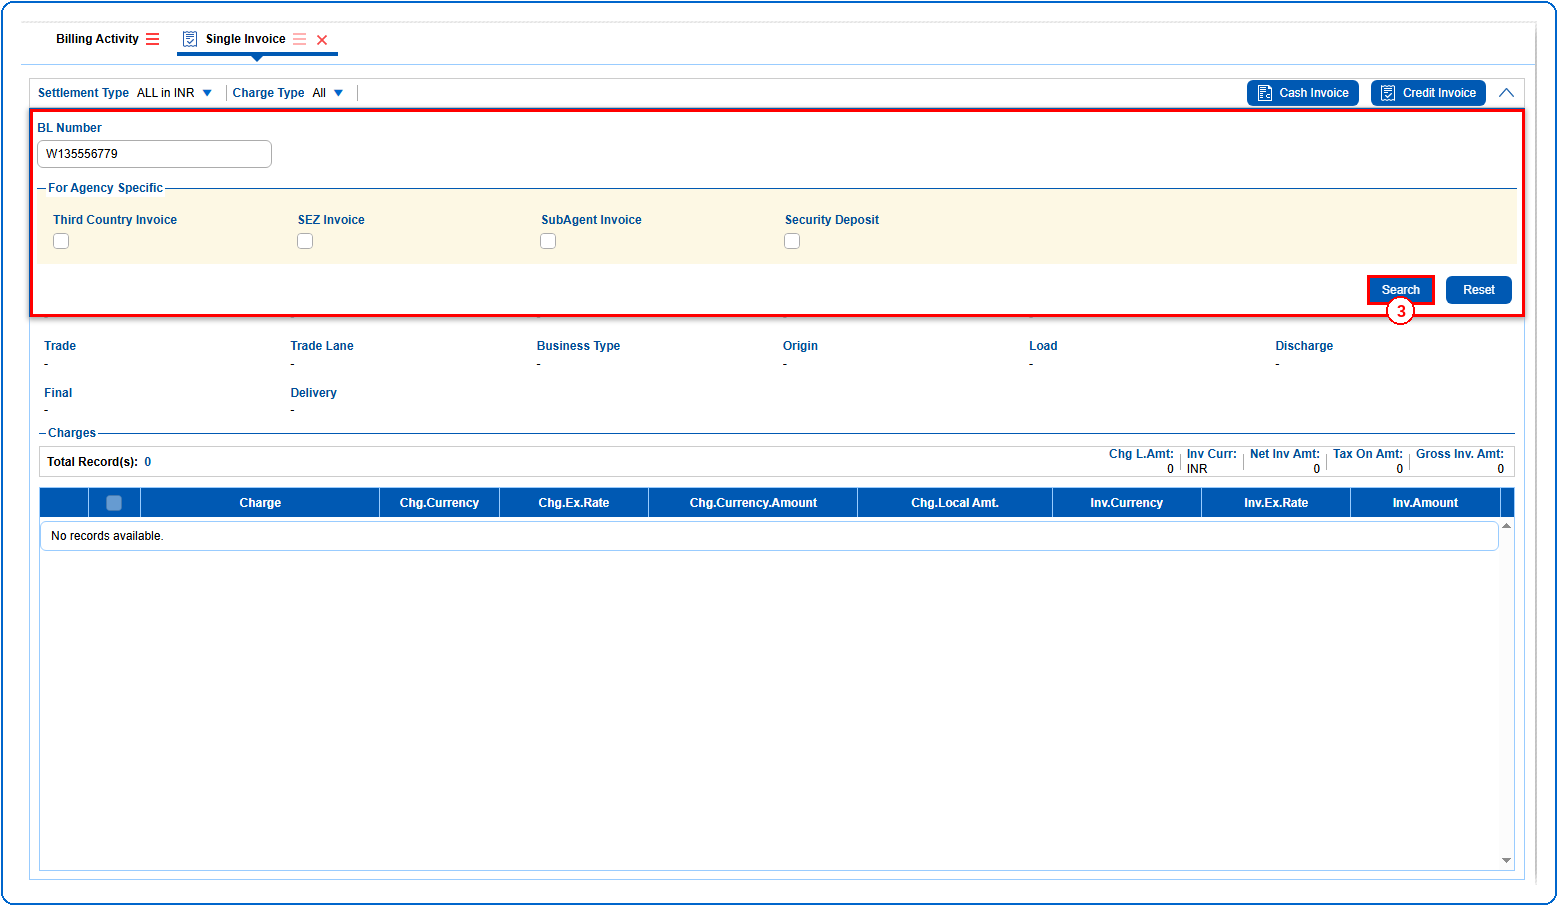 Billing Activity Single Invoice
Settlement Type ALL in INR Charge Type All Cash Invoice Credit Invoice
BL Number
W135556779
For Agency Specific
Third Country Invoice SEZ Invoice SubAgent Invoice Security Deposit
Search Reset
3
Trade Trade Lane Business Type Origin Load Discharge
- - - - - -
Final Delivery
- -
Charges
Total Record(s): 0
Chg L.Amt: Inv Curr: Net Inv Amt: Tax On Amt: Gross Inv. Amt:
0 INR 0 0 0
Charge Chg.Currency Chg.Ex.Rate Chg.Currency.Amount Chg.Local Amt. Inv.Currency Inv.Ex.Rate Inv.Amount
No records available.